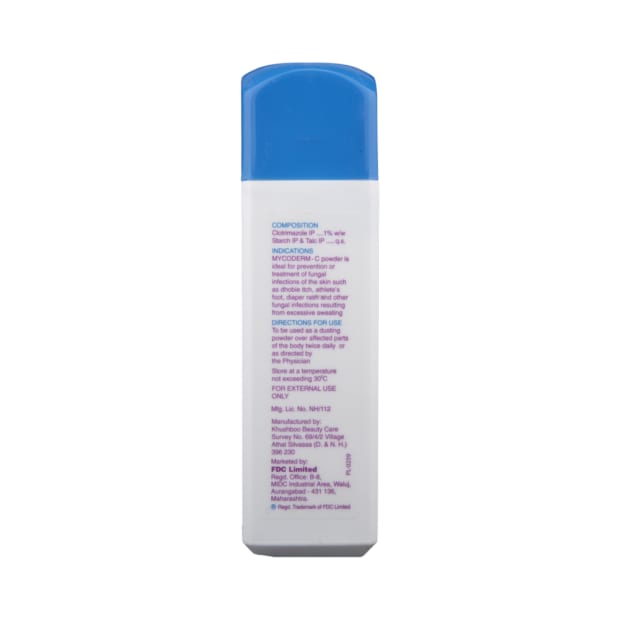 COMPOSITION
Clotrimazole IP ....1% w/w
Starch IP & Talc IP .....q.s.
INDICATIONS
MYCODERM - C powder is
ideal for prevention or
treatment of fungal
infections of the skin such
as dhobie itch, athlete's
foot, diaper rash and other
fungal infections resulting
from excessive sweating
DIRECTIONS FOR USE
To be used as a dusting
powder over affected parts
of the body twice daily or
as directed by
the Physician
Store at a temperature
not exceeding 30°C
FOR EXTERNAL USE
ONLY
Mfg. Lic. No. NH/112
Manufactured by:
Khushboo Beauty Care
Survey No. 69/4/2 Village
Athal Silvassa (D. & N. H.)
396 230
Marketed by:
FDC Limited
Regd. Office: B-8,
MIDC Industrial Area, Waluj,
Aurangabad - 431 136,
Maharashtra.
® Regd. Trademark of FDC Limited
PL-0259